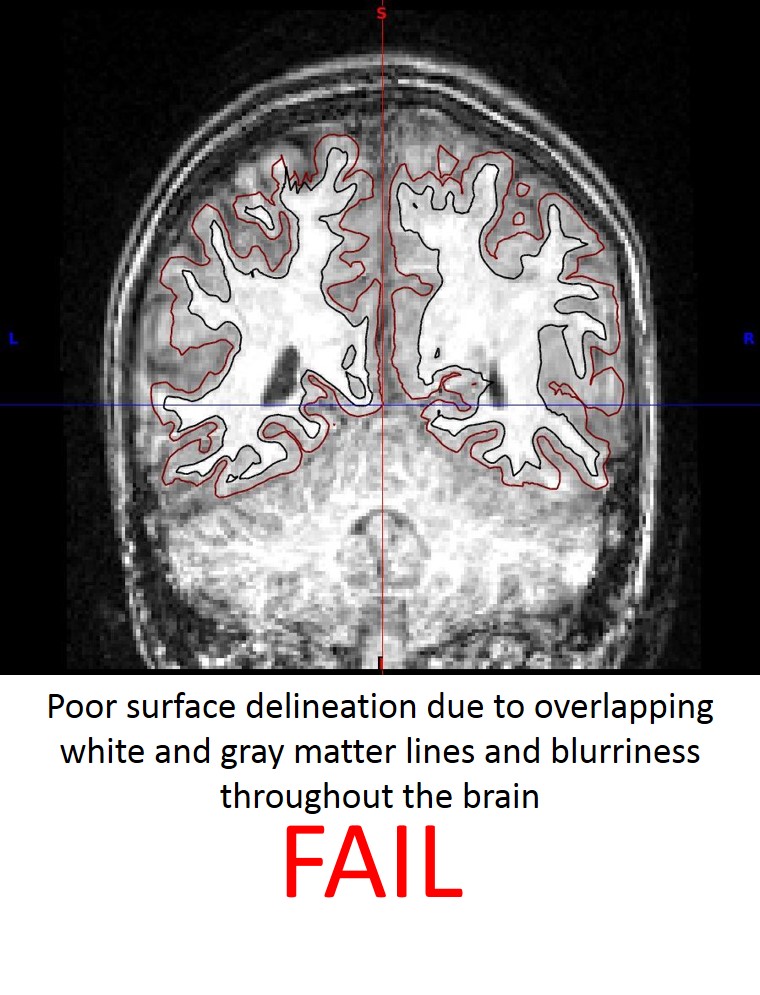 S
L
R
Poor surface delineation due to overlapping
white and gray matter lines and blurriness
throughout the brain
FAIL